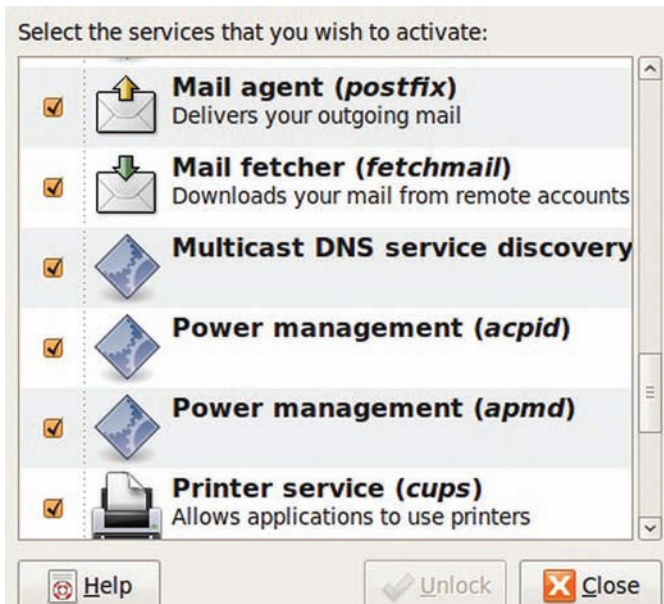 Select the services that you wish to activate:
Mail agent (postfix)
Delivers your outgoing mail
Mail fetcher (fetchmail)
Downloads your mail from remote accounts
Multicast DNS service discovery
Power management (acpid)
Power management (apmd)
Printer service (cups)
Allows applications to use printers
Help
Unlock
Close